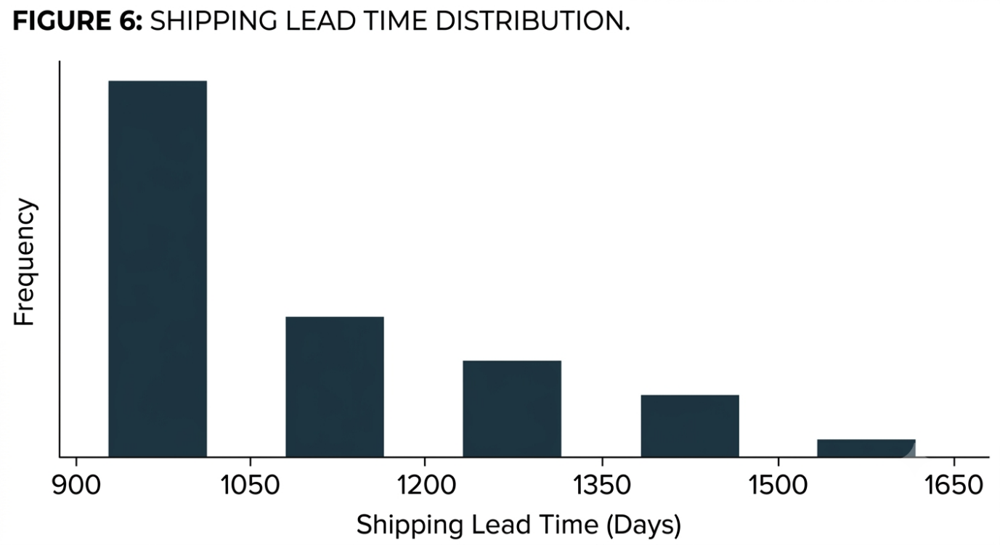 FIGURE 6: SHIPPING LEAD TIME DISTRIBUTION.
Frequency
900 1050 1200 1350 1500 1650
Shipping Lead Time (Days)